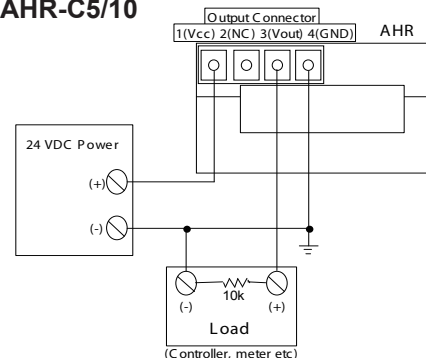 AHR-C5/10
Output Connector
1(Vcc) 2(NC) 3(Vout) 4(GND)
AHR
24 VDC Power
(+)
(-)
10k
(-)
(+)
Load
(Controller, meter etc)